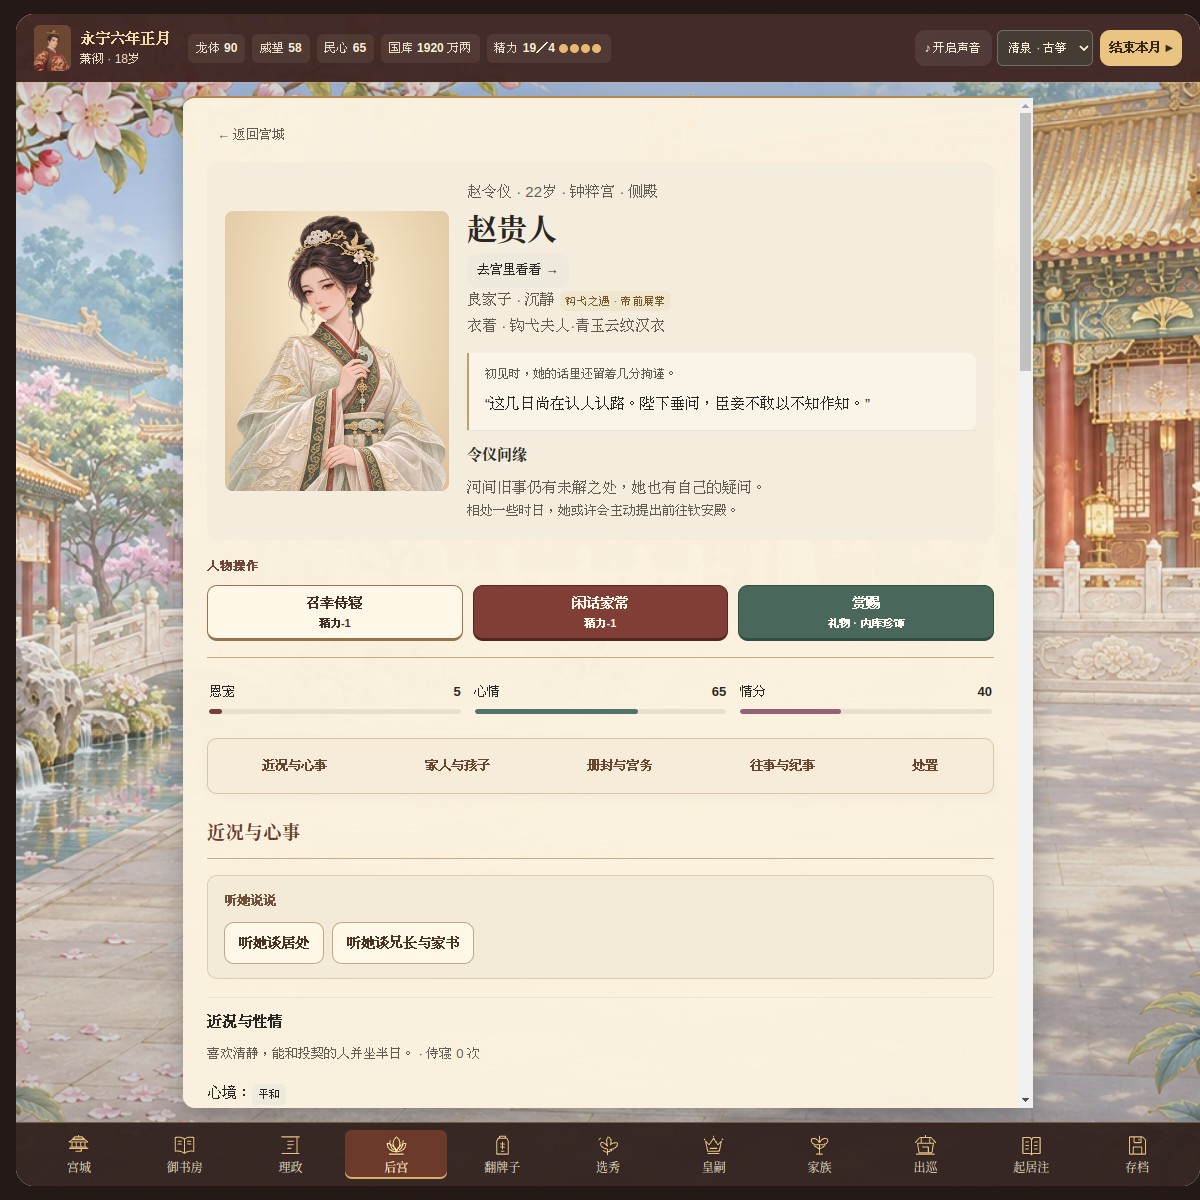 永宁六年正月
萧彻 · 18岁
龙体 90
威望 58
民心 65
国库 1920 万两
精力 19/4
♪开启声音
清泉 · 古筝
结束本月 ▸
← 返回宫城
赵令仪 · 22岁 · 钟粹宫 · 侧殿
赵贵人
去宫里看看 →
良家子 · 沉静 钩弋之遇 · 帝前展掌
衣着 · 钩弋夫人·青玉云纹汉衣
初见时，她的话里还留着几分拘谨。
“这几日尚在认人认路。陛下垂问，臣妾不敢以不知作知。”
令仪问缘
河间旧事仍有未解之处，她也有自己的疑问。
相处一些时日，她或许会主动提出前往钦安殿。
人物操作
召幸侍寝
精力-1
闲话家常
精力-1
赏赐
礼物 · 内库珍饰
恩宠 5
心情 65
情分 40
近况与心事
家人与孩子
册封与宫务
往事与纪事
处置
近况与心事
听她说说
听她谈居处
听她谈兄长与家书
近况与性情
喜欢清静，能和投契的人并坐半日。 · 侍寝 0 次
心境： 平和
宫城
御书房
理政
后宫
翻牌子
选秀
皇嗣
家族
出巡
起居注
存档